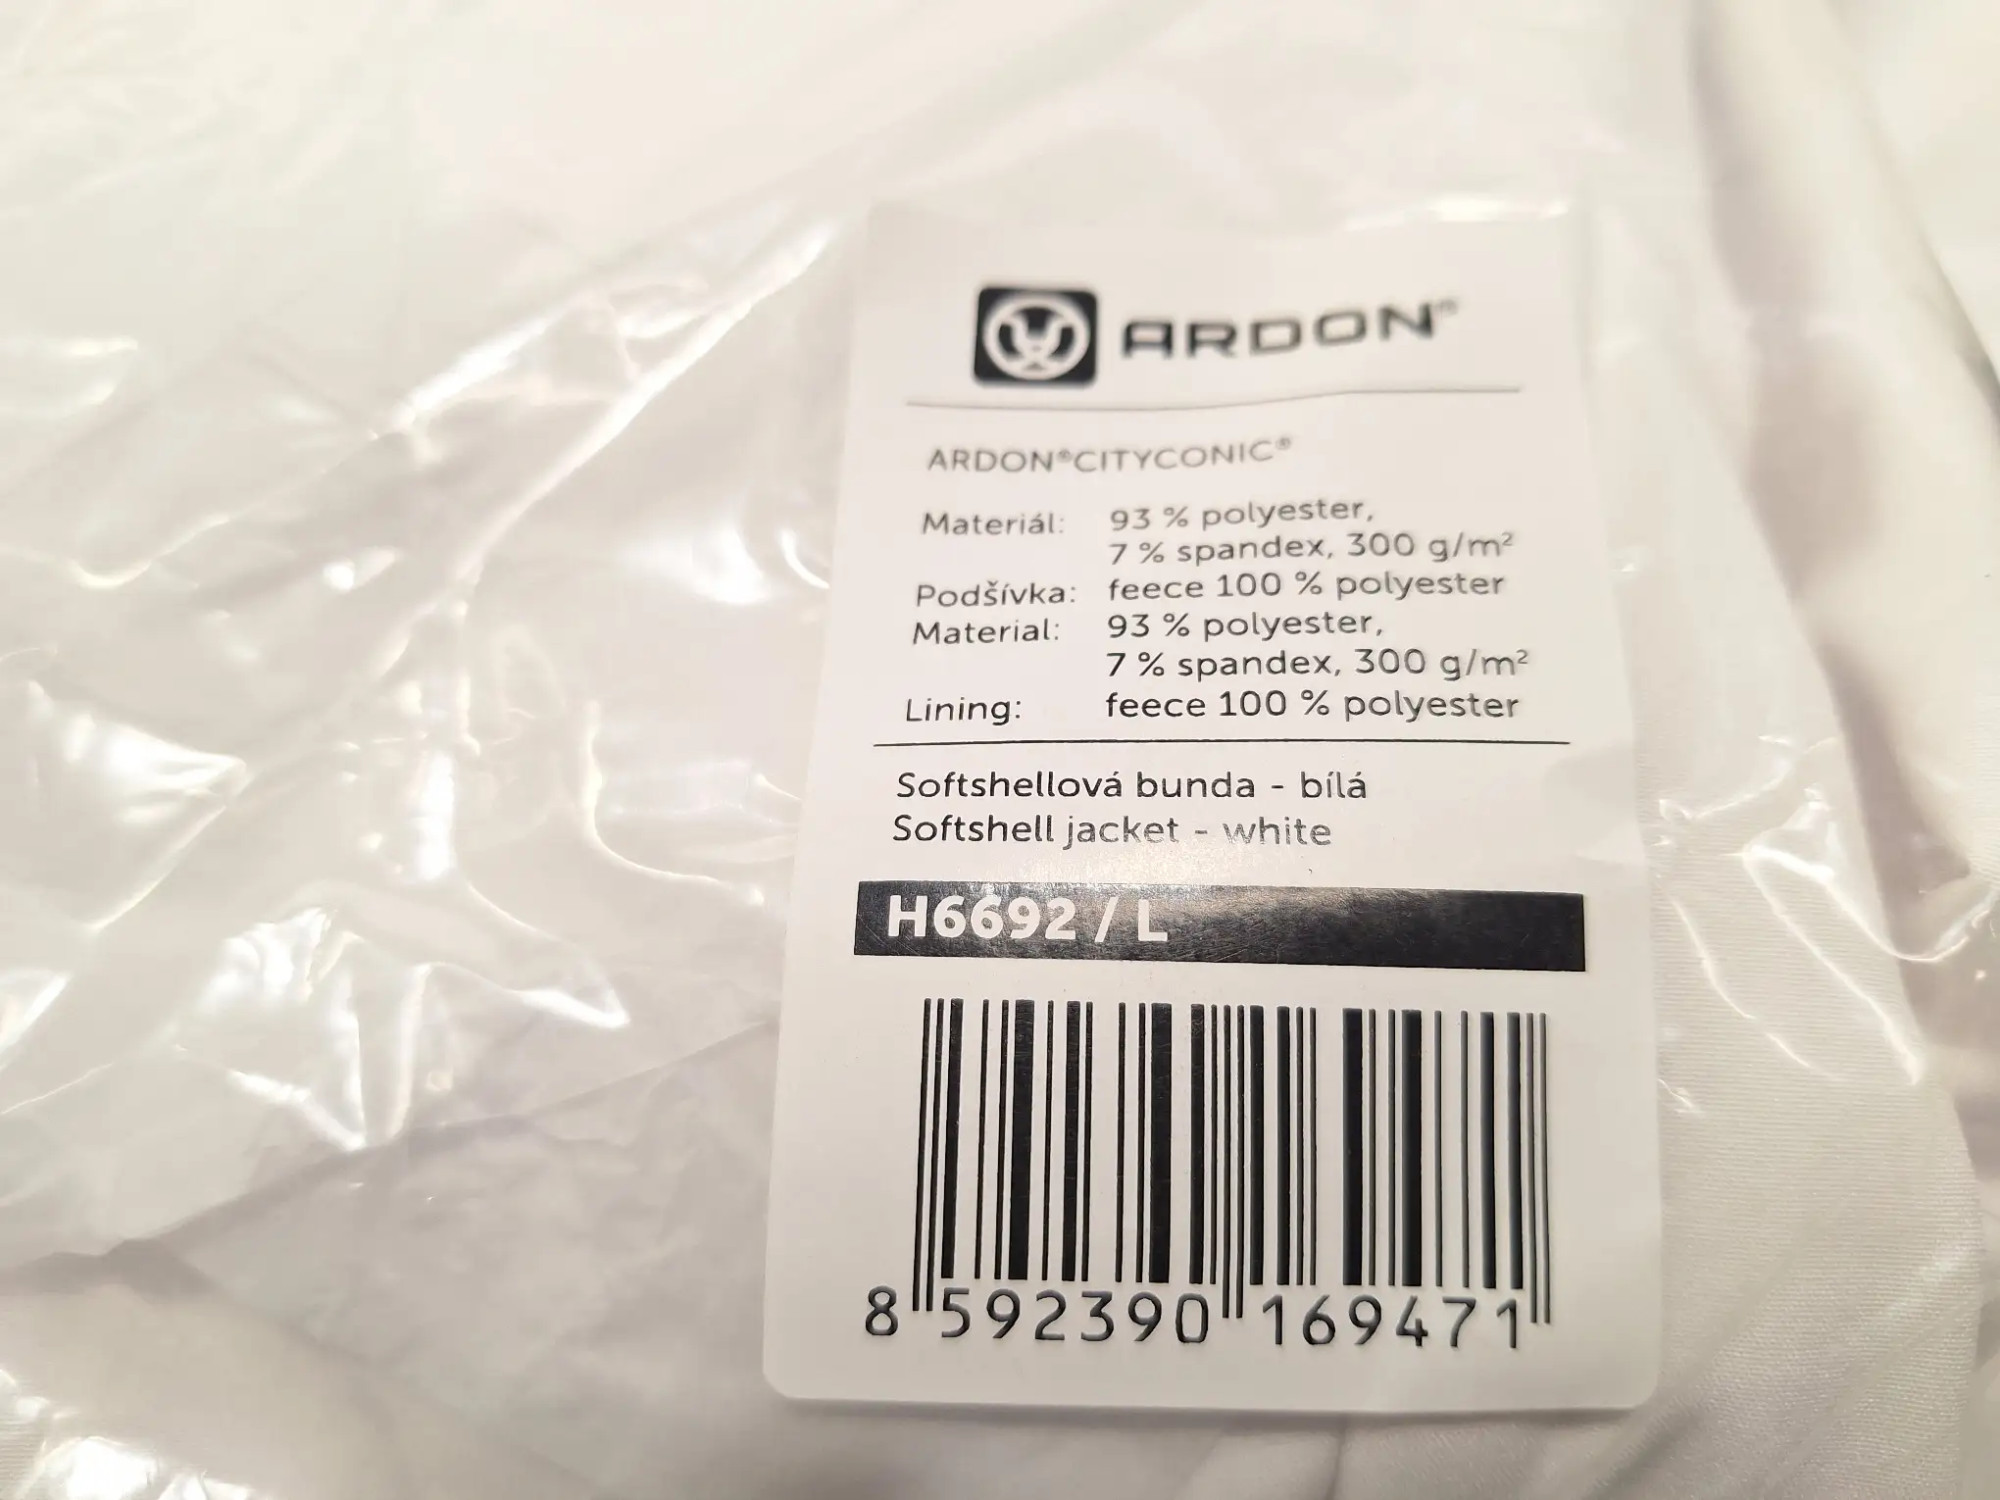 ARDON®
ARDON®CITYCONIC®
Materiál: 93 % polyester,
7 % spandex, 300 g/m²
Podšívka: feece 100 % polyester
Material: 93 % polyester,
7 % spandex, 300 g/m²
Lining: feece 100 % polyester
Softshellová bunda - bílá
Softshell jacket - white
H6692 / L
8 592390 169471